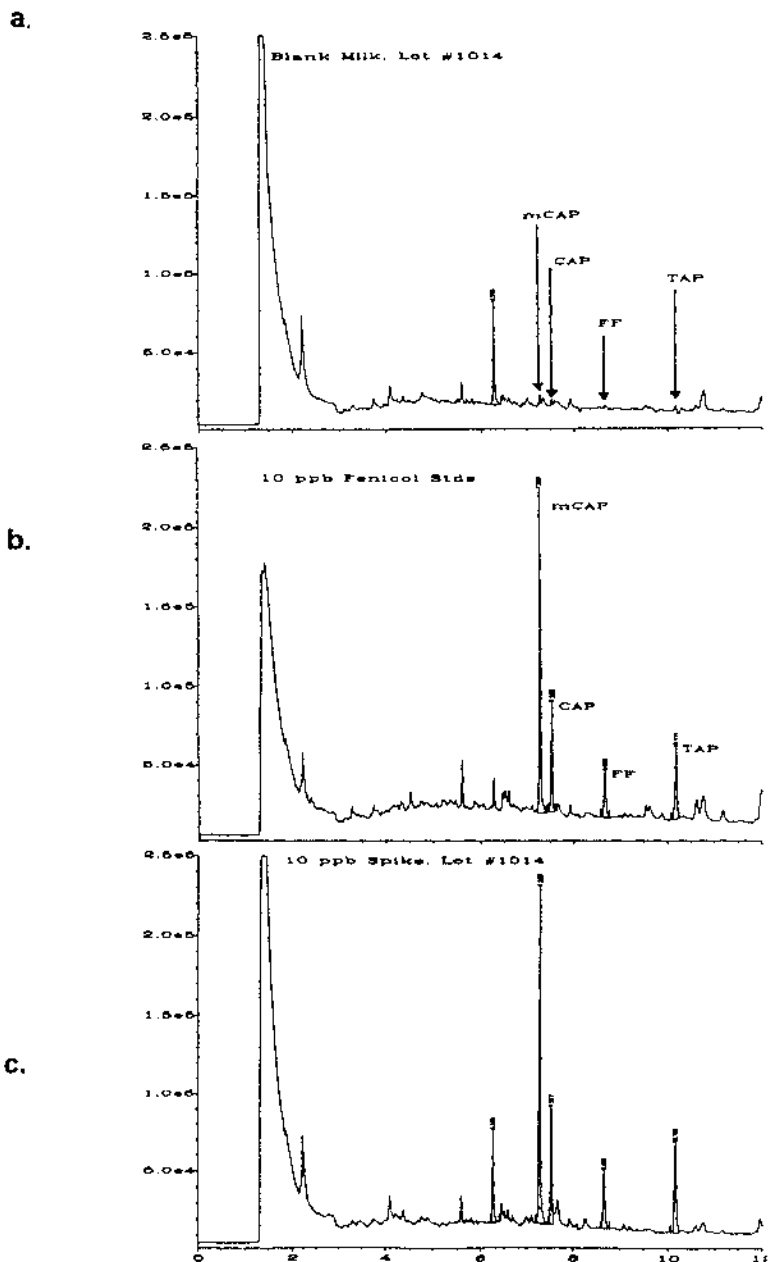 a.
2.5e5
Blank Milk, Lot #1014
2.0e5
1.5e5
mCAP
CAP
TAP
1.0e5
FF
5.0e4
b.
2.5e5
10 ppb Fenicol Stds
2.0e5
mCAP
1.5e5
1.0e5
CAP
TAP
5.0e4
FF
c.
2.5e5
10 ppb Spike, Lot #1014
2.0e5
1.5e5
1.0e5
5.0e4
0 2 4 6 8 10